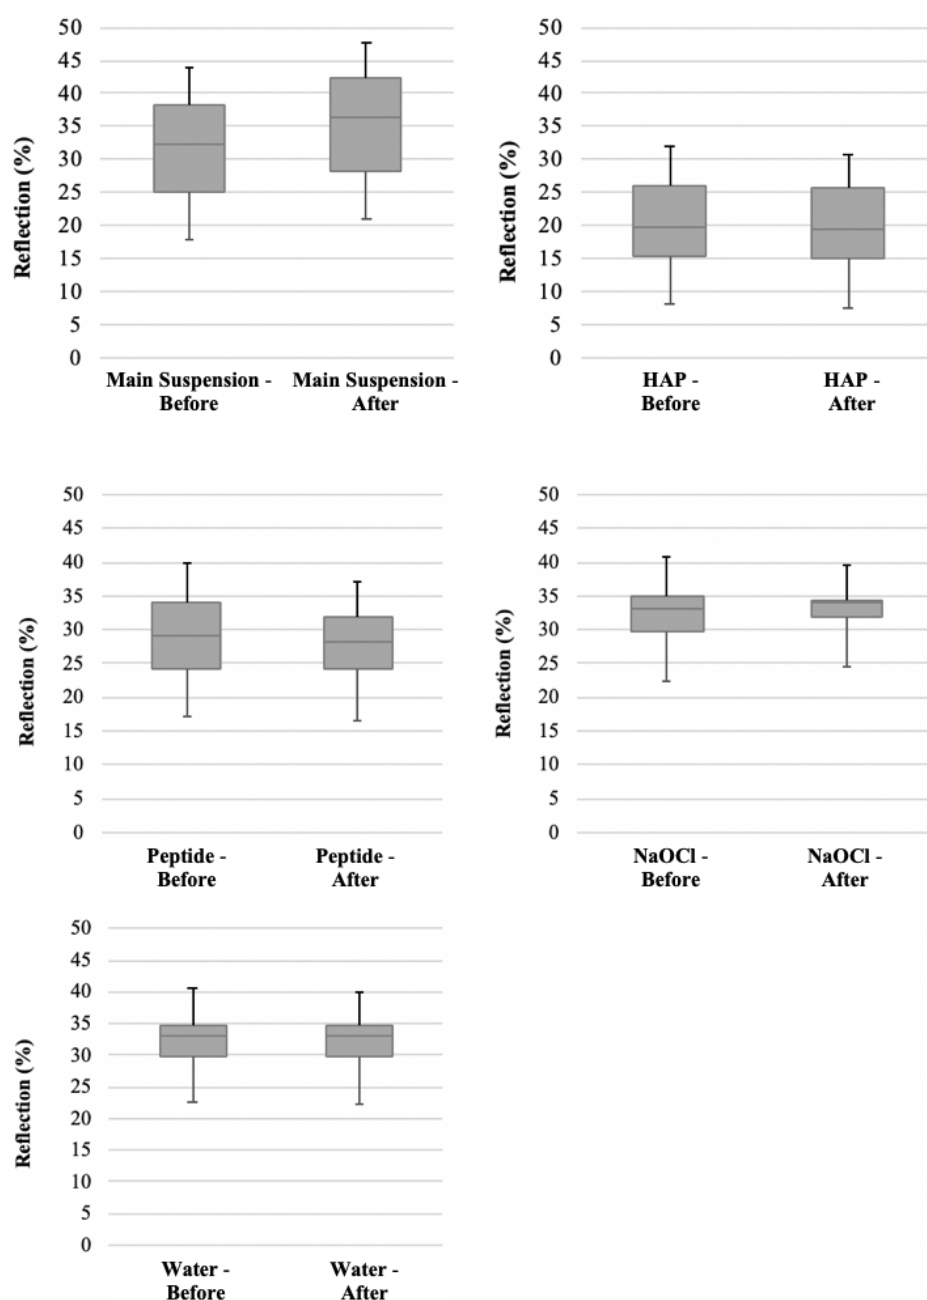 50
45
40
35
30
25
20
15
10
5
0
Reflection (%)
Main Suspension -
Before
Main Suspension -
After
50
45
40
35
30
25
20
15
10
5
0
Reflection (%)
HAP -
Before
HAP -
After
50
45
40
35
30
25
20
15
10
5
0
Reflection (%)
Peptide -
Before
Peptide -
After
50
45
40
35
30
25
20
15
10
5
0
Reflection (%)
NaOCl -
Before
NaOCl -
After
50
45
40
35
30
25
20
15
10
5
0
Reflection (%)
Water -
Before
Water -
After